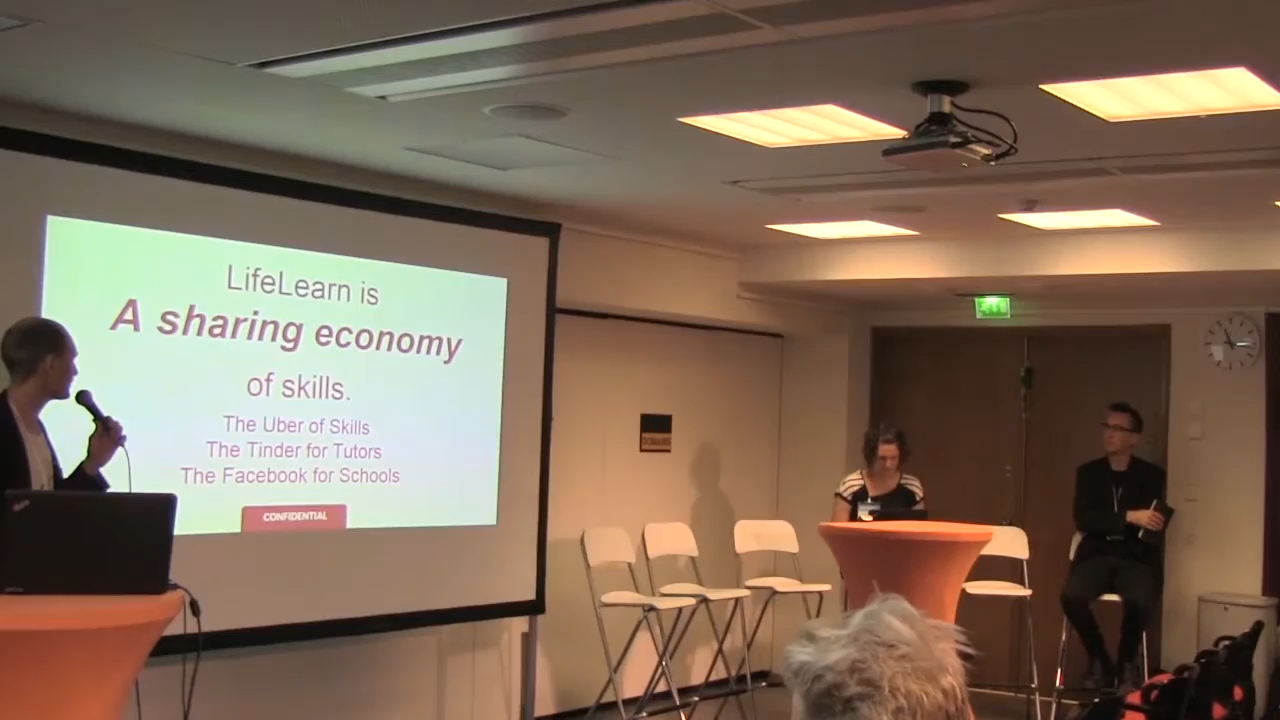 LifeLearn is
A sharing economy
of skills.
The Uber of Skills
The Tinder for Tutors
The Facebook for Schools
CONFIDENTIAL